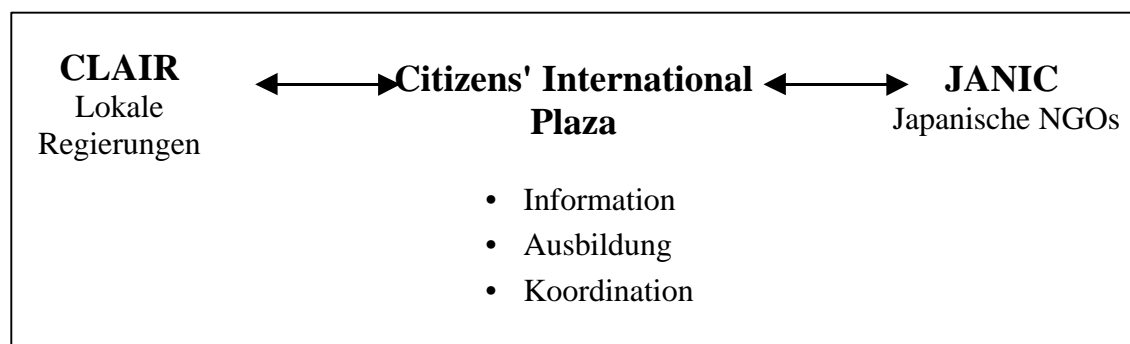 CLAIR
Lokale
Regierungen
Citizens' International
Plaza
JANIC
Japanische NGOs
• Information
• Ausbildung
• Koordination